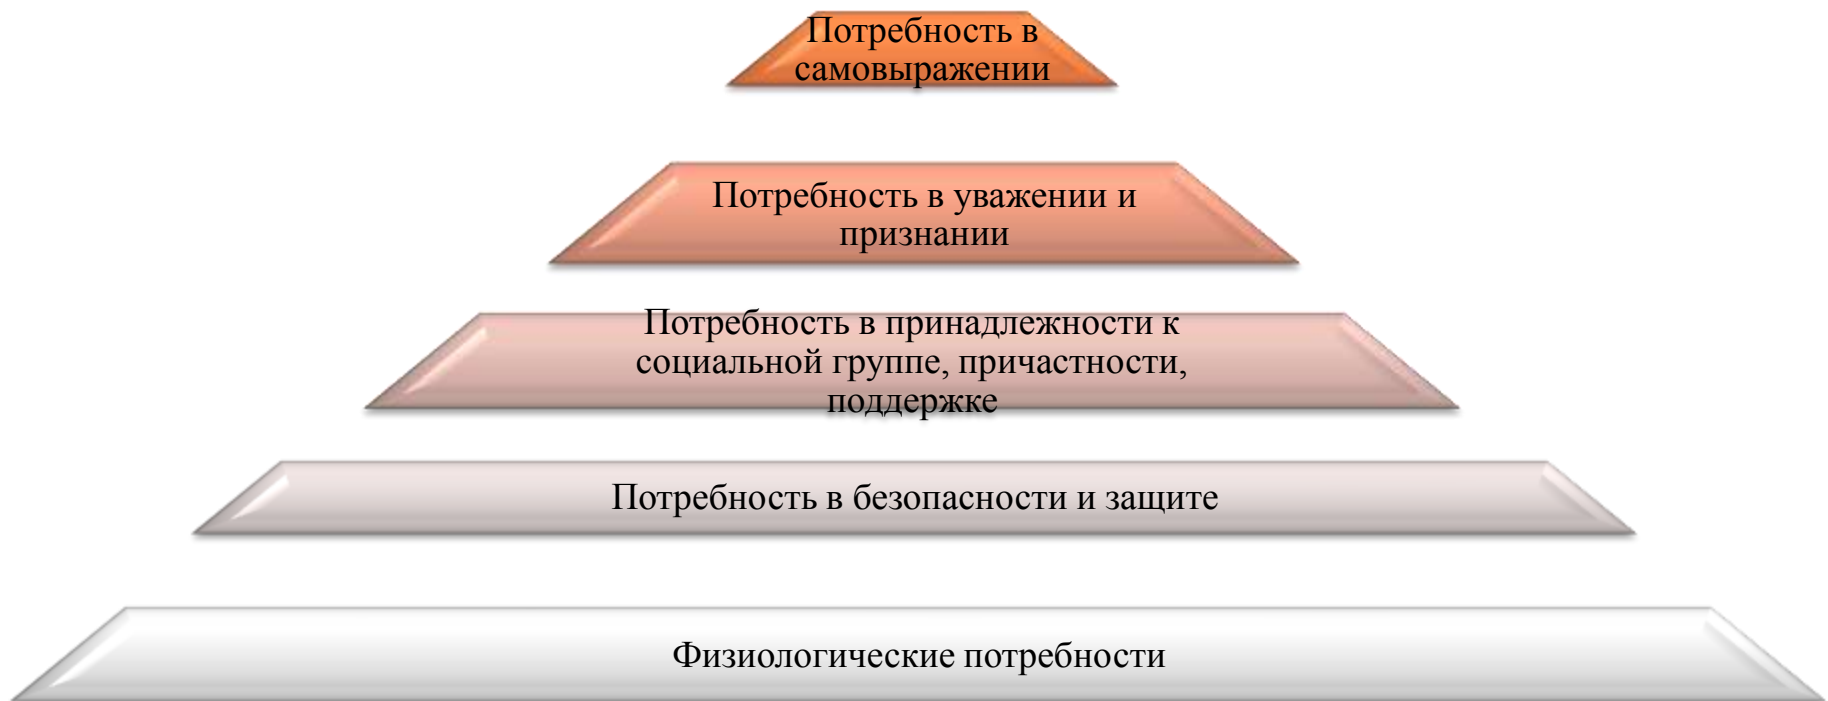 Потребность в
самовыражении
Потребность в уважении и
признании
Потребность в принадлежности к
социальной группе, причастности,
поддержке
Потребность в безопасности и защите
Физиологические потребности